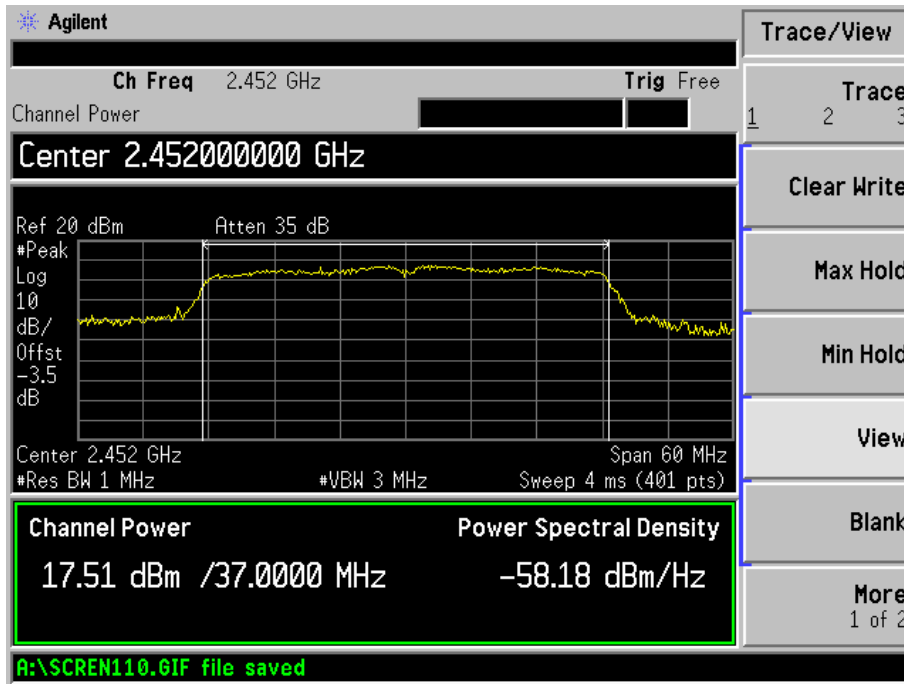 Agilent
Trace/View
Ch Freq 2.452 GHz Trig Free
Channel Power
Trace
1 2 3
Center 2.452000000 GHz
Clear Write
Ref 20 dBm Atten 35 dB
#Peak
Log
10
dB/
Offst
-3.5
dB
Max Hold
Min Hold
Center 2.452 GHz Span 60 MHz
#Res BW 1 MHz #VBW 3 MHz Sweep 4 ms (401 pts)
View
Channel Power Power Spectral Density
17.51 dBm /37.0000 MHz -58.18 dBm/Hz
Blank
More
1 of 2
A:\SCREN110.GIF file saved